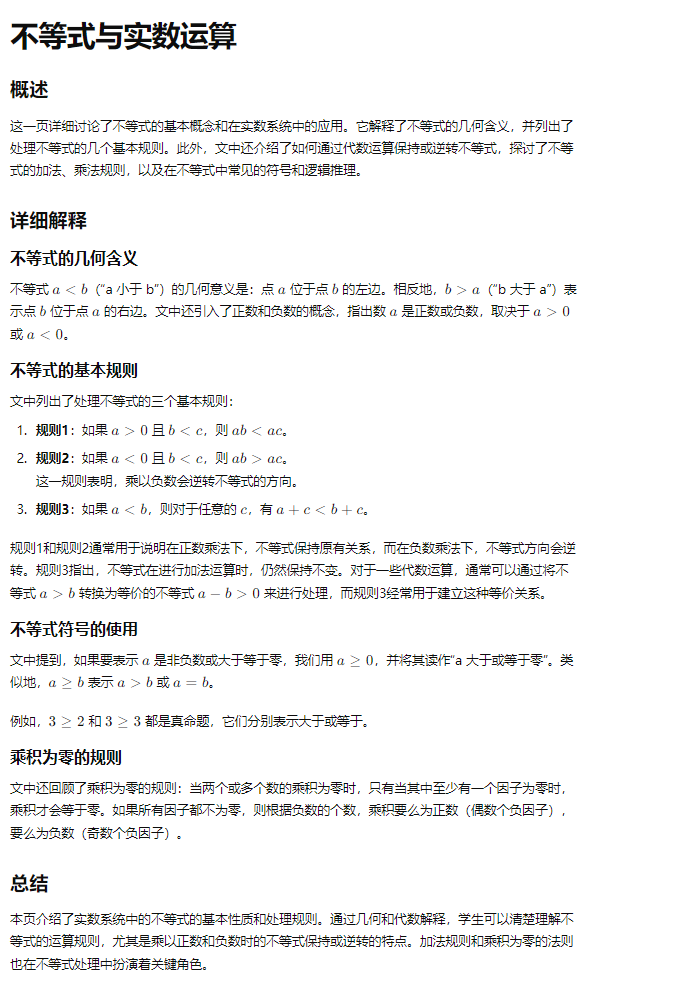 不等式与实数运算
概述
这一页详细讨论了不等式的基本概念和在实数系统中的应用。它解释了不等式的几何含义，并列出了
处理不等式的几个基本规则。此外，文中还介绍了如何通过代数运算保持或逆转不等式，探讨了不等
式的加法、乘法规则，以及在不等式中常见的符号和逻辑推理。
详细解释
不等式的几何含义
不等式 a < b（“a 小于 b”）的几何意义是：点 a 位于点 b 的左边。相反地，b > a（“b 大于 a”）表
示点 b 位于点 a 的右边。文中还引入了正数和负数的概念，指出数 a 是正数或负数，取决于 a > 0
或 a < 0。
不等式的基本规则
文中列出了处理不等式的三个基本规则：
1. 规则1：如果 a > 0 且 b < c，则 ab < ac。
2. 规则2：如果 a < 0 且 b < c，则 ab > ac。
这一规则表明，乘以负数会逆转不等式的方向。
3. 规则3：如果 a < b，则对于任意的 c，有 a + c < b + c。
规则1和规则2通常用于说明在正数乘法下，不等式保持原有关系，而在负数乘法下，不等式方向会逆
转。规则3指出，不等式在进行加法运算时，仍然保持不变。对于一些代数运算，通常可以通过将不
等式 a > b 转换为等价的不等式 a − b > 0 来进行处理，而规则3经常用于建立这种等价关系。
不等式符号的使用
文中提到，如果要表示 a 是非负数或大于等于零，我们用 a ≥ 0，并将其读作“a 大于或等于零”。类
似地，a ≥ b 表示 a > b 或 a = b。
例如，3 ≥ 2 和 3 ≥ 3 都是真命题，它们分别表示大于或等于。
乘积为零的规则
文中还回顾了乘积为零的规则：当两个或多个数的乘积为零时，只有当其中至少有一个因子为零时，
乘积才会等于零。如果所有因子都不为零，则根据负数的个数，乘积要么为正数（偶数个负因子），
要么为负数（奇数个负因子）。
总结
本页介绍了实数系统中的不等式的基本性质和处理规则。通过几何和代数解释，学生可以清楚理解不
等式的运算规则，尤其是乘以正数和负数时的不等式保持或逆转的特点。加法规则和乘积为零的法则
也在不等式处理中扮演着关键角色。